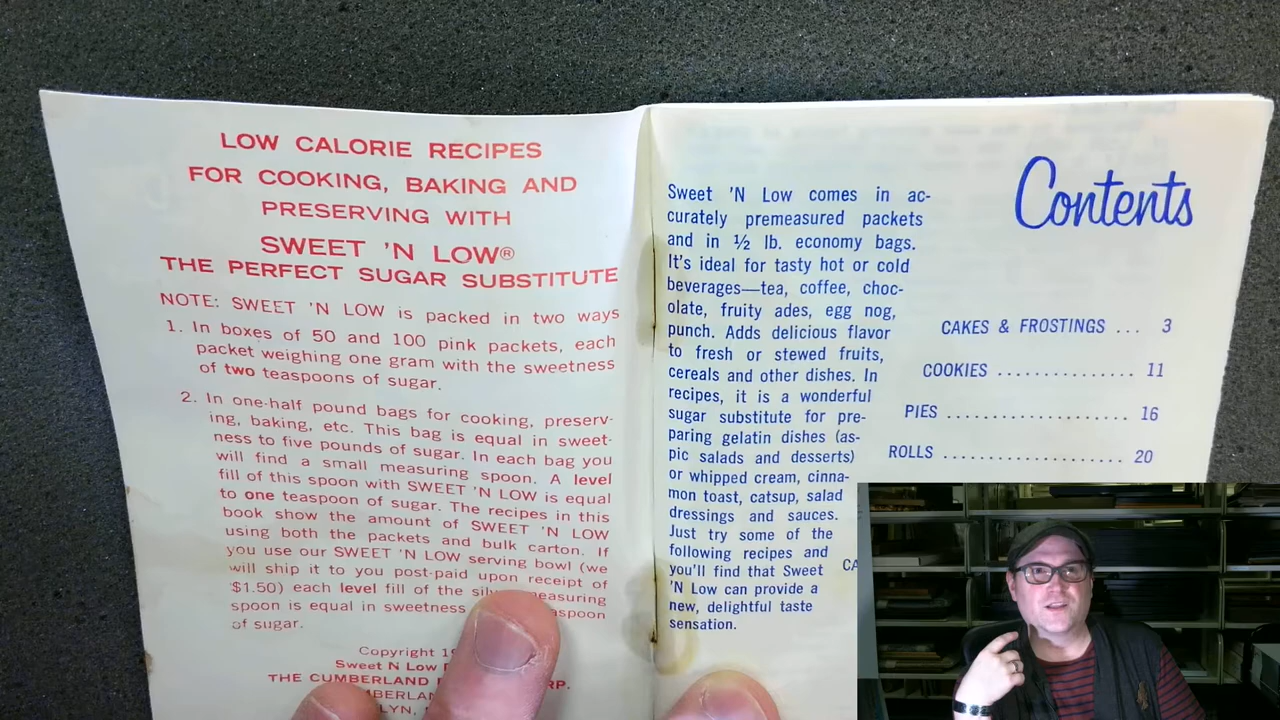 LOW CALORIE RECIPES
FOR COOKING, BAKING AND
PRESERVING WITH
SWEET 'N LOW®
THE PERFECT SUGAR SUBSTITUTE
NOTE: SWEET 'N LOW is packed in two ways
1. In boxes of 50 and 100 pink packets, each
packet weighing one gram with the sweetness
of two teaspoons of sugar.
2. In one-half pound bags for cooking, preserv-
ing, baking, etc. This bag is equal in sweet-
ness to five pounds of sugar. In each bag you
will find a small measuring spoon. A level
fill of this spoon with SWEET 'N LOW is equal
to one teaspoon of sugar. The recipes in this
book show the amount of SWEET 'N LOW
using both the packets and bulk carton. If
you use our SWEET 'N LOW serving bowl (we
will ship it to you post-paid upon receipt of
$1.50) each level fill of the
spoon is equal in sweetness
of sugar.
Copyright
Sweet N Low
THE CUMBERLAND CORP.
Sweet 'N Low comes in ac-
curately premeasured packets
and in ½ lb. economy bags.
It's ideal for tasty hot or cold
beverages—tea, coffee, choc-
olate, fruity ades, egg nog,
punch. Adds delicious flavor
to fresh or stewed fruits,
cereals and other dishes. In
recipes, it is a wonderful
sugar substitute for pre-
paring gelatin dishes (as-
pic salads and desserts)
or whipped cream, cinna-
mon toast, catsup, salad
dressings and sauces.
Just try some of the
following recipes and
you'll find that Sweet
'N Low can provide a
new, delightful taste
sensation.
Contents
CAKES & FROSTINGS ... 3
COOKIES ................ 11
PIES ........................ 16
ROLLS ...................... 20